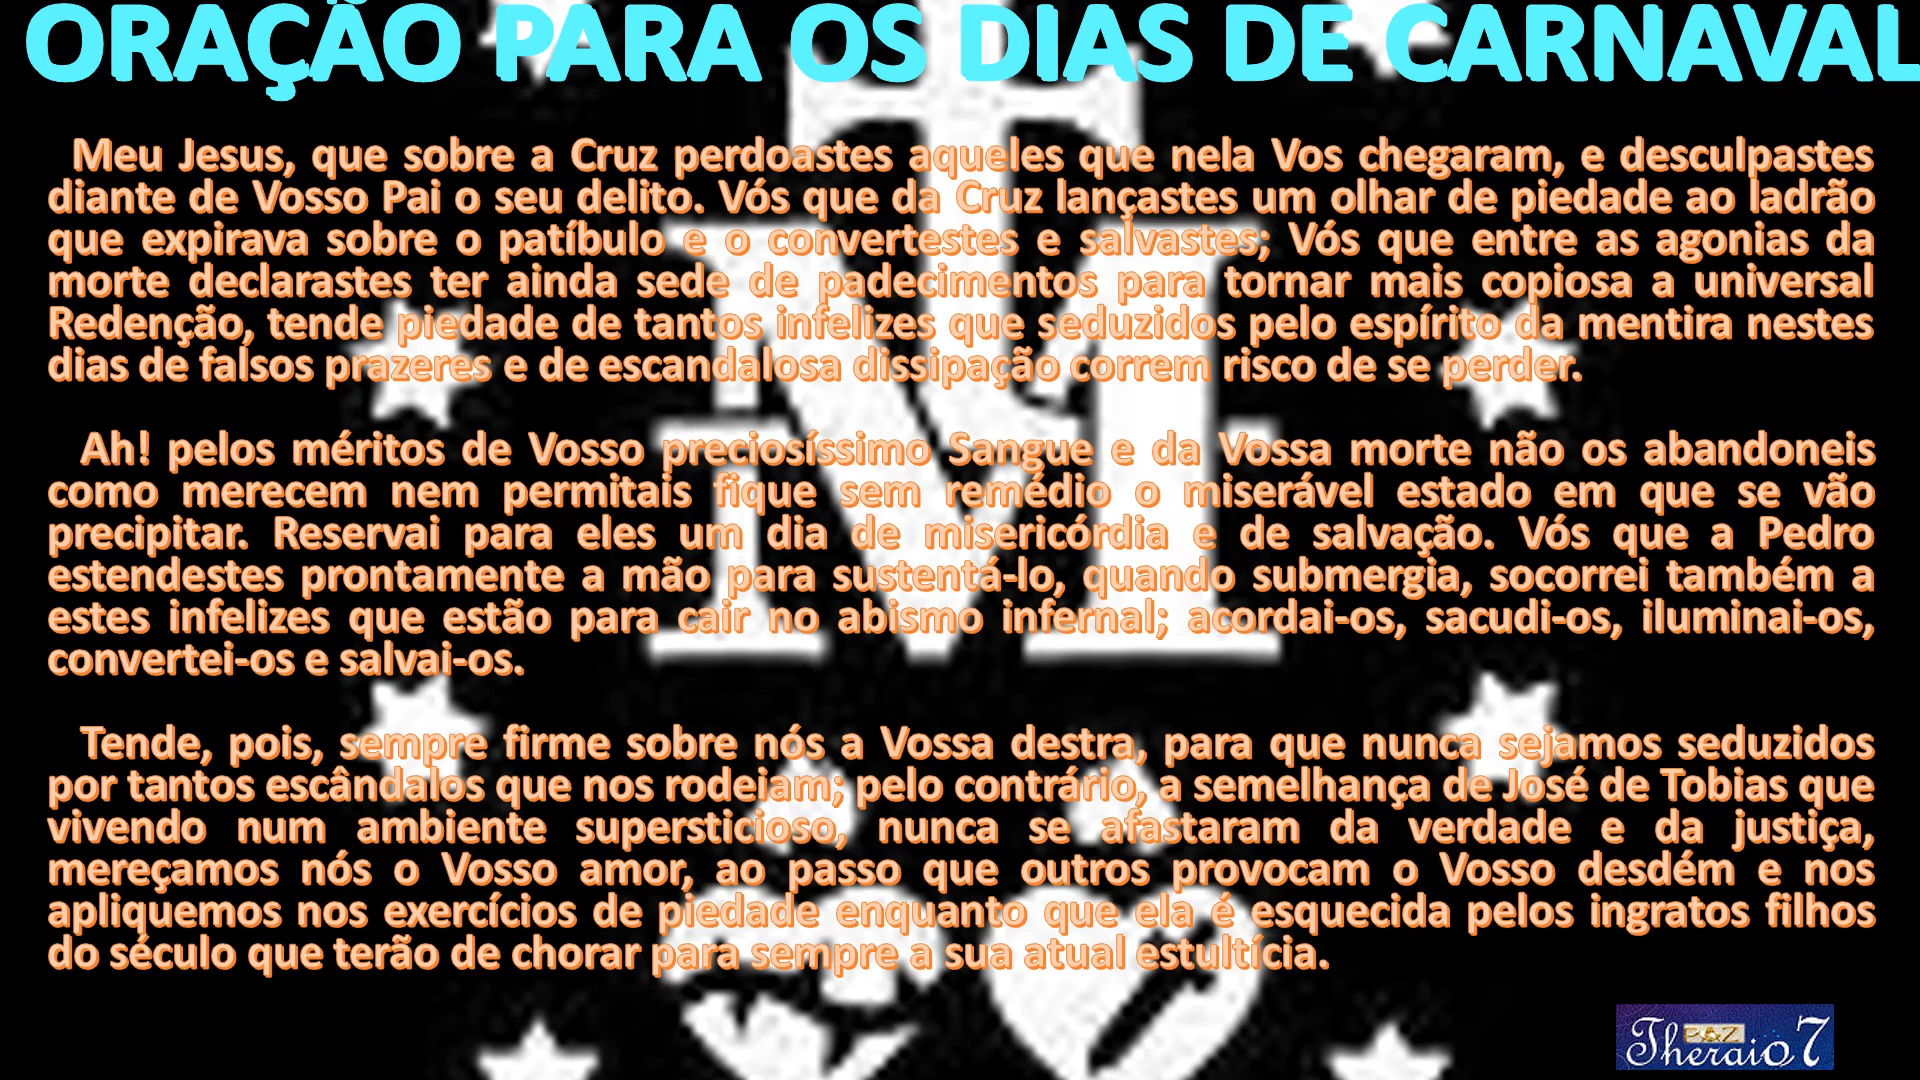 ORAÇÃO PARA OS DIAS DE CARNAVAL
Meu Jesus, que sobre a Cruz perdoastes aqueles que nela Vos chegaram, e desculpastes
diante de Vosso Pai o seu delito. Vós que da Cruz lançastes um olhar de piedade ao ladrão
que expirava sobre o patíbulo e o convertestes e salvastes; Vós que entre as agonias da
morte declarastes ter ainda sede de padecimentos para tornar mais copiosa a universal
Redenção, tende piedade de tantos infelizes que seduzidos pelo espírito da mentira nestes
dias de falsos prazeres e de escandalosa dissipação correm risco de se perder.
Ah! pelos méritos de Vosso preciosíssimo Sangue e da Vossa morte não os abandoneis
como merecem nem permitais fique sem remédio o miserável estado em que se vão
precipitar. Reservai para eles um dia de misericórdia e de salvação. Vós que a Pedro
estendestes prontamente a mão para sustentá-lo, quando submergia, socorrei também a
estes infelizes que estão para cair no abismo infernal; acordai-os, sacudi-os, iluminai-os,
convertei-os e salvai-os.
Tende, pois, sempre firme sobre nós a Vossa destra, para que nunca sejamos seduzidos
por tantos escândalos que nos rodeiam; pelo contrário, a semelhança de José de Tobias que
vivendo num ambiente supersticioso, nunca se afastaram da verdade e da justiça,
mereçamos nós o Vosso amor, ao passo que outros provocam o Vosso desdém e nos
apliquemos nos exercícios de piedade enquanto que ela é esquecida pelos ingratos filhos
do século que terão de chorar para sempre a sua atual estultícia.
PAZ
Theraio7